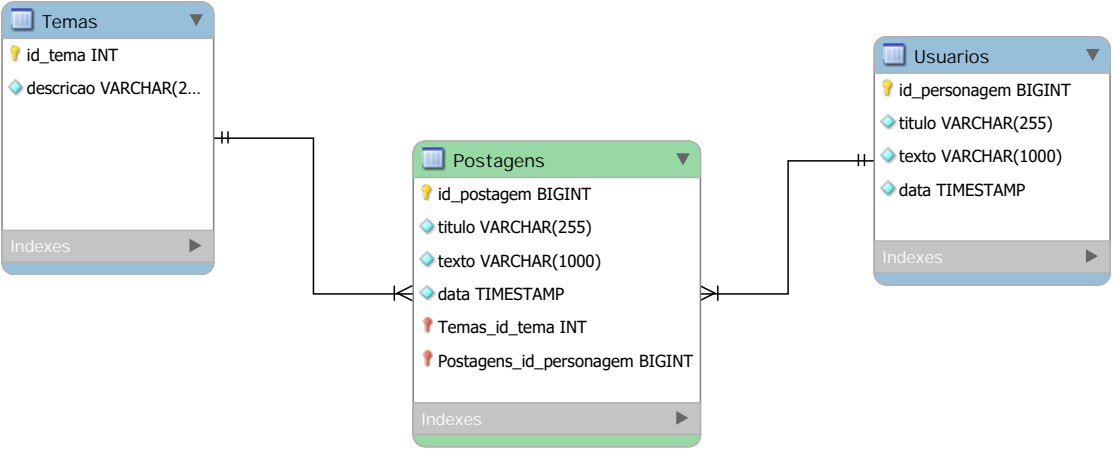 Temas
id_tema INT
descricao VARCHAR(2...
Indexes
Postagens
id_postagem BIGINT
titulo VARCHAR(255)
texto VARCHAR(1000)
data TIMESTAMP
Temas_id_tema INT
Postagens_id_personagem BIGINT
Indexes
Usuarios
id_personagem BIGINT
titulo VARCHAR(255)
texto VARCHAR(1000)
data TIMESTAMP
Indexes